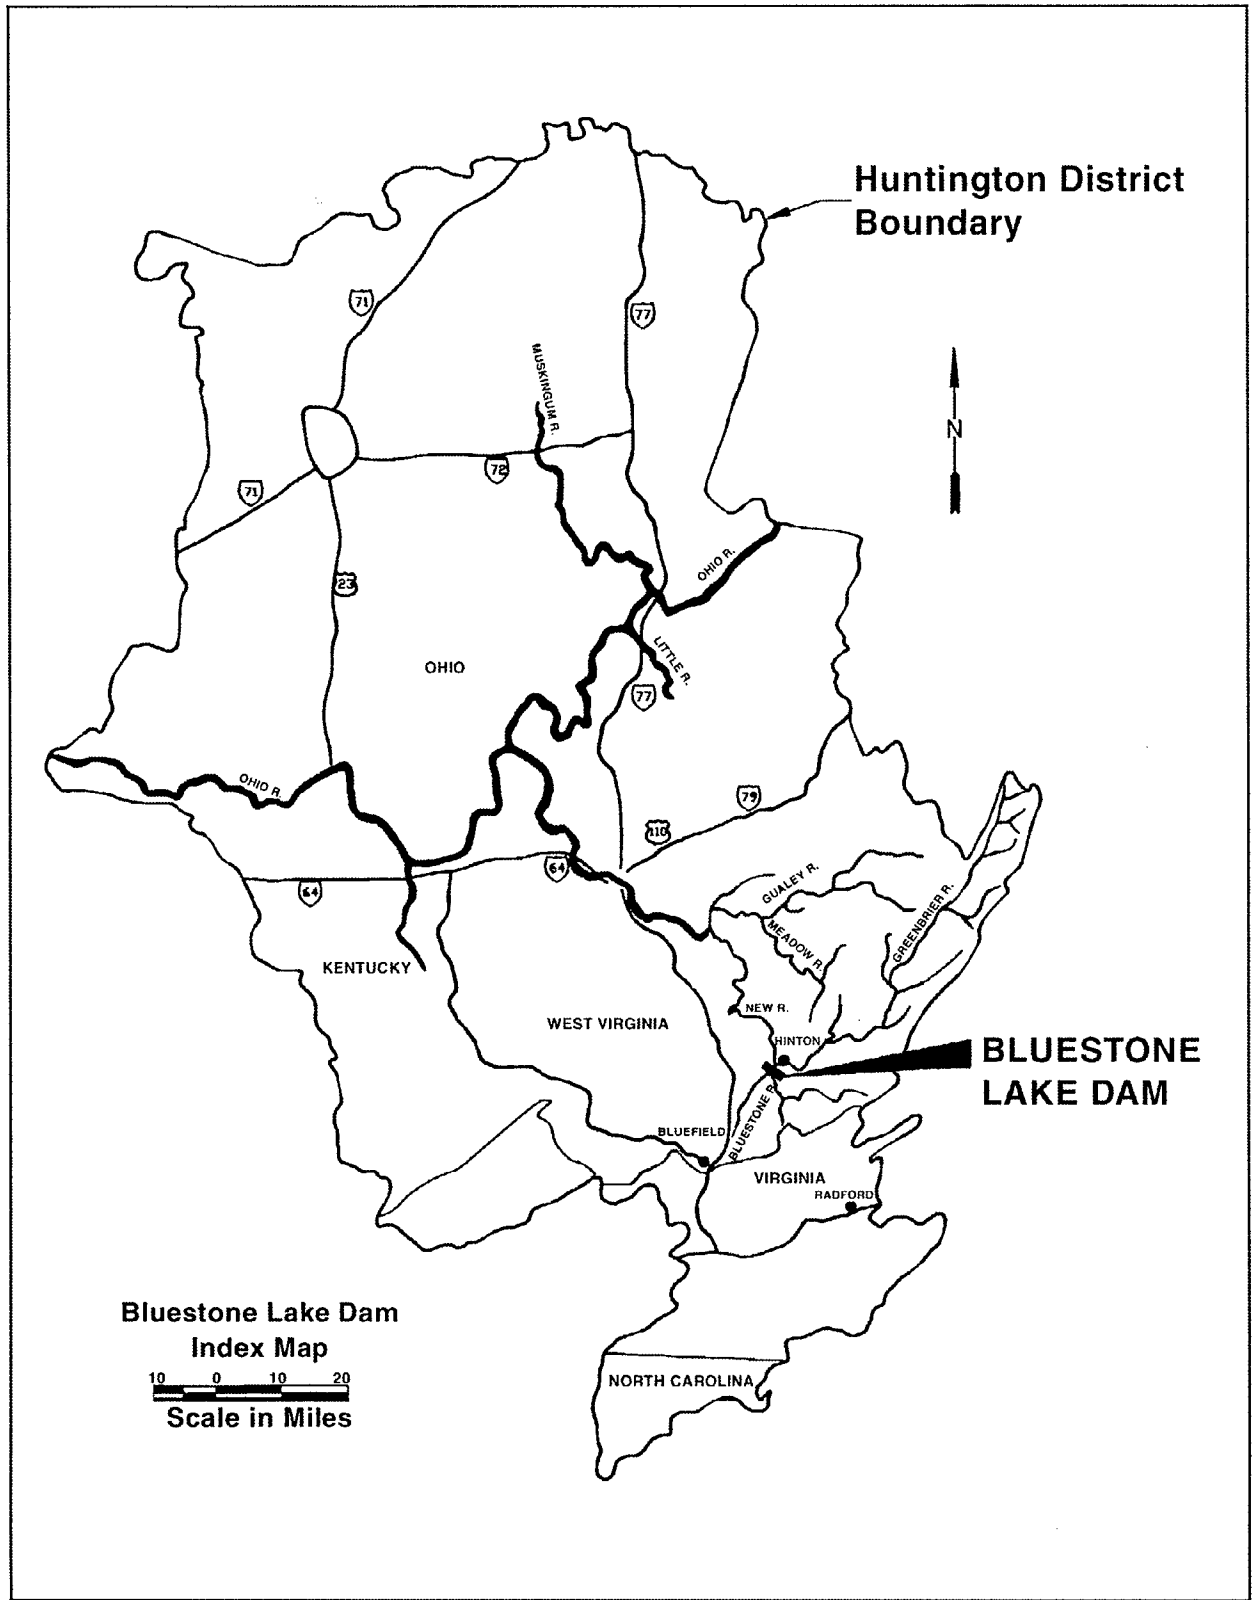 Huntington District
Boundary
71
77
MUSKINGUM R.
N
72
71
OHIO R.
23
LITTLE R.
OHIO
77
OHIO R.
79
110
64
64
GUALEY R.
GREENBRIER R.
MEADOW R.
KENTUCKY
NEW R.
WEST VIRGINIA
HINTON
BLUESTONE
LAKE DAM
BLUESTONE R.
BLUEFIELD
VIRGINIA
RADFORD
Bluestone Lake Dam
Index Map
10 0 10 20
Scale in Miles
NORTH CAROLINA